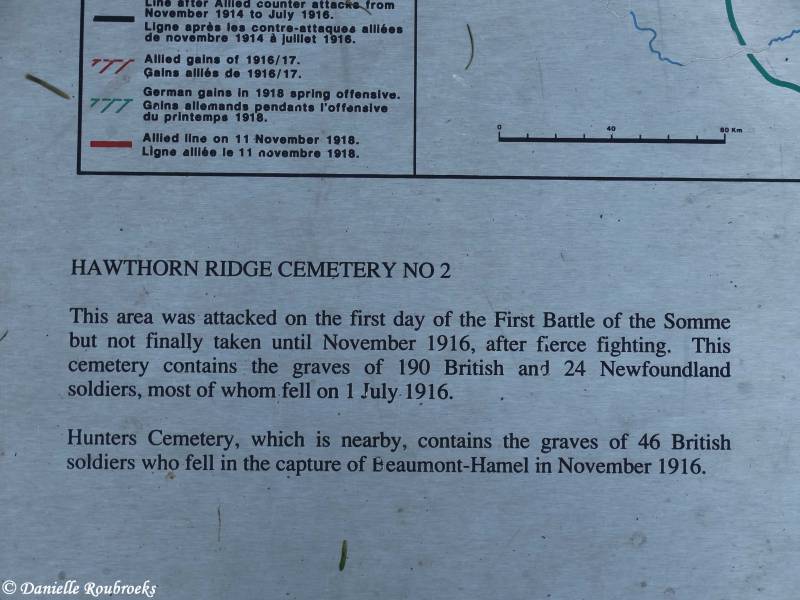 Line after Allied counter attacks from
November 1914 to July 1916.
Ligne après les contre-attaques alliées
de novembre 1914 à juillet 1916.
Allied gains of 1916/17.
Gains alliés de 1916/17.
German gains in 1918 spring offensive.
Gains allemands pendants l'offensive
du printemps 1918.
Allied line on 11 November 1918.
Ligne alliée le 11 novembre 1918.
0 40 80 Km
HAWTHORN RIDGE CEMETERY NO 2
This area was attacked on the first day of the First Battle of the Somme
but not finally taken until November 1916, after fierce fighting. This
cemetery contains the graves of 190 British and 24 Newfoundland
soldiers, most of whom fell on 1 July 1916.
Hunters Cemetery, which is nearby, contains the graves of 46 British
soldiers who fell in the capture of Beaumont-Hamel in November 1916.
© Danielle Roubroeks